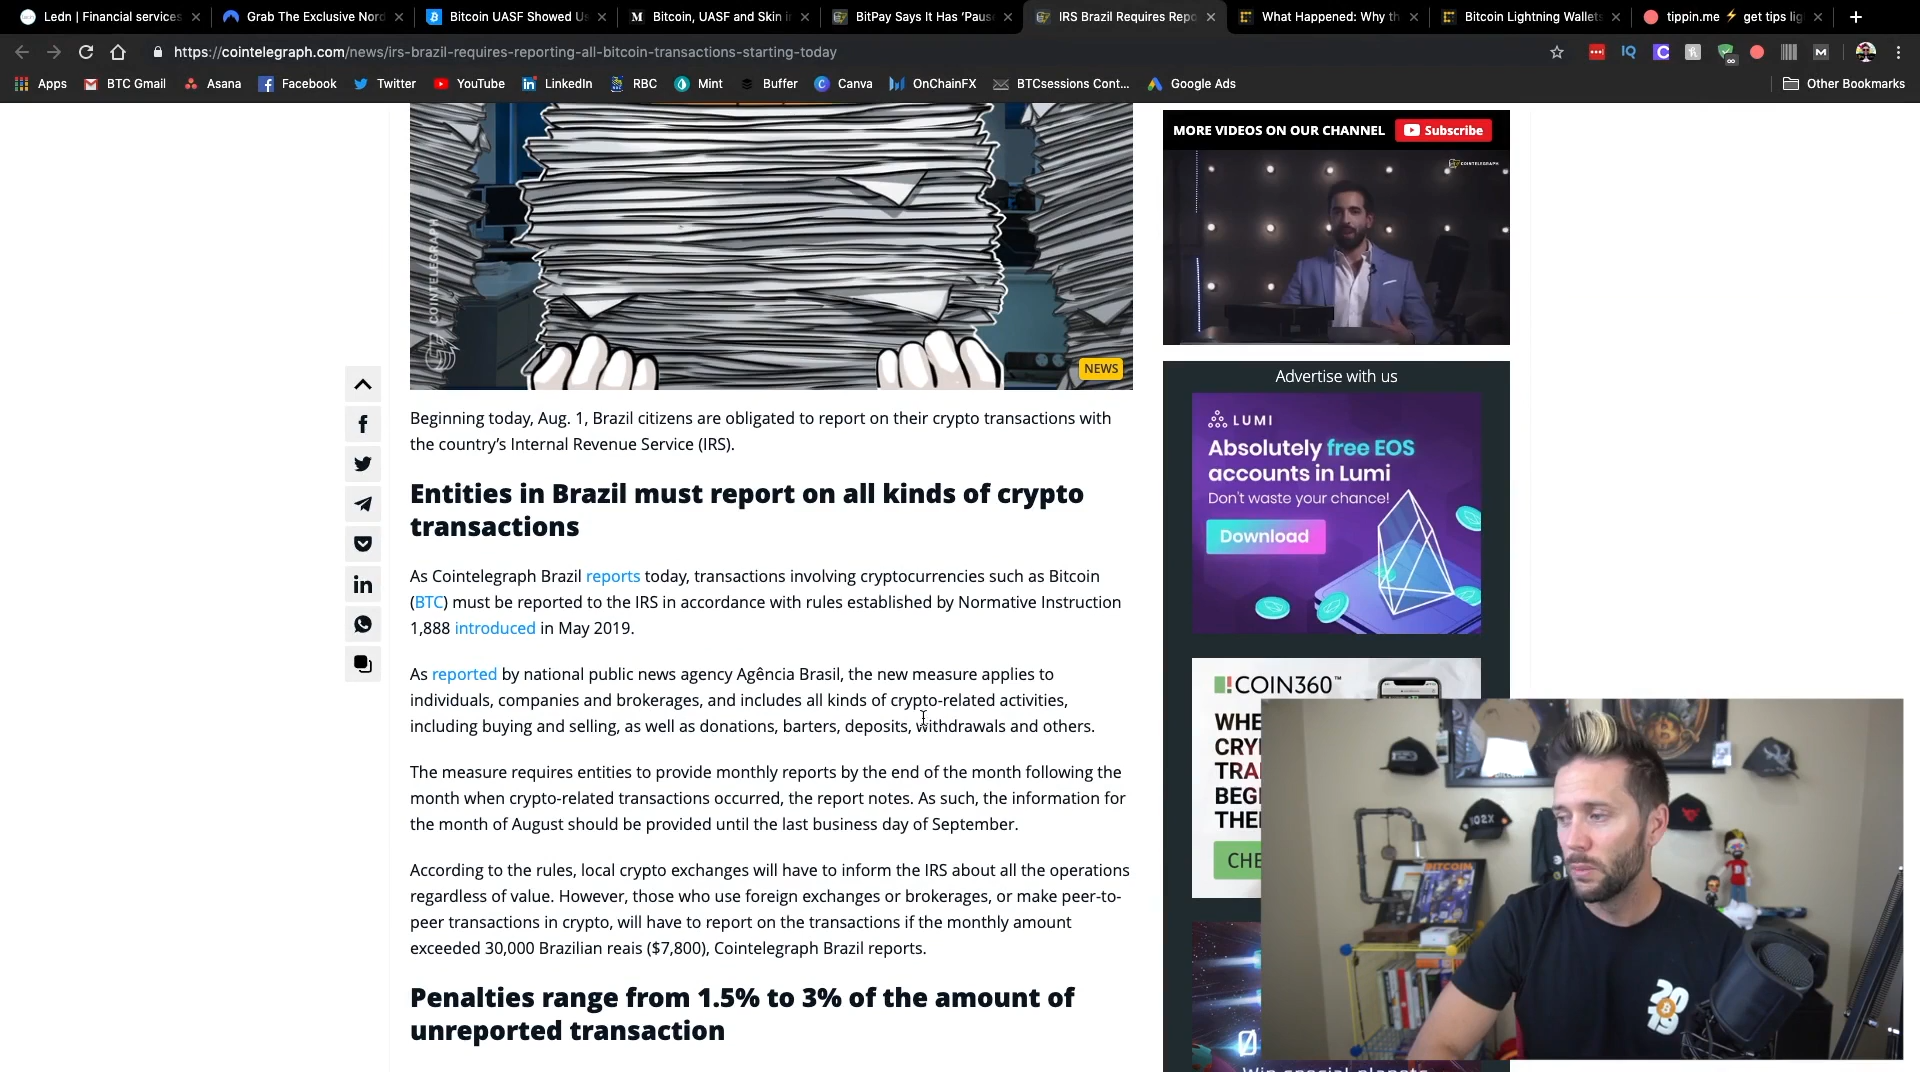 Ledn | Financial services
Grab The Exclusive Nord
Bitcoin UASF Showed Us
Bitcoin, UASF and Skin in
BitPay Says It Has ‘Paus
IRS Brazil Requires Repo
What Happened: Why th
Bitcoin Lightning Wallets
tippin.me ⚡ get tips lig
https://cointelegraph.com/news/irs-brazil-requires-reporting-all-bitcoin-transactions-starting-today
Apps
BTC Gmail
Asana
Facebook
Twitter
YouTube
LinkedIn
RBC
Mint
Buffer
Canva
OnChainFX
BTCsessions Cont...
Google Ads
Other Bookmarks
COINTELEGRAPH
NEWS
Beginning today, Aug. 1, Brazil citizens are obligated to report on their crypto transactions with
the country’s Internal Revenue Service (IRS).
Entities in Brazil must report on all kinds of crypto
transactions
As Cointelegraph Brazil reports today, transactions involving cryptocurrencies such as Bitcoin
(BTC) must be reported to the IRS in accordance with rules established by Normative Instruction
1,888 introduced in May 2019.
As reported by national public news agency Agência Brasil, the new measure applies to
individuals, companies and brokerages, and includes all kinds of crypto-related activities,
including buying and selling, as well as donations, barters, deposits, withdrawals and others.
The measure requires entities to provide monthly reports by the end of the month following the
month when crypto-related transactions occurred, the report notes. As such, the information for
the month of August should be provided until the last business day of September.
According to the rules, local crypto exchanges will have to inform the IRS about all the operations
regardless of value. However, those who use foreign exchanges or brokerages, or make peer-to-
peer transactions in crypto, will have to report on the transactions if the monthly amount
exceeded 30,000 Brazilian reais ($7,800), Cointelegraph Brazil reports.
Penalties range from 1.5% to 3% of the amount of
unreported transaction
MORE VIDEOS ON OUR CHANNEL
Subscribe
COINTELEGRAPH
Advertise with us
LUMI
Absolutely free EOS
accounts in Lumi
Don't waste your chance!
Download
COIN360™
WHE
CRY
TRA
BEG
THE
CHE
BITCOIN
2019